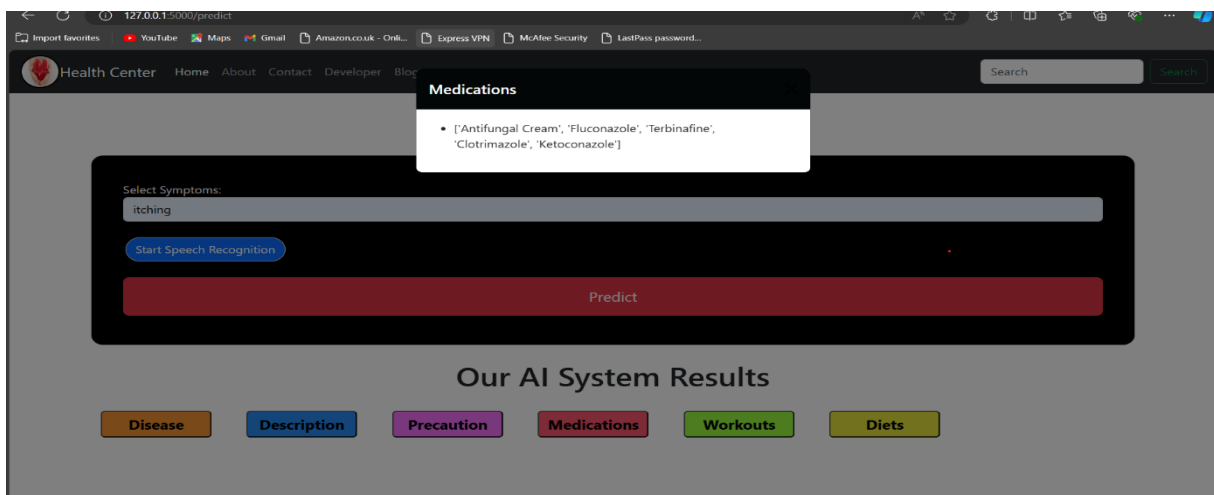 127.0.0.1:5000/predict
Import favorites YouTube Maps Gmail Amazon.co.uk - Onli... Express VPN McAfee Security LastPass password...
Health Center Home About Contact Developer Blog Search Search
Medications
['Antifungal Cream', 'Fluconazole', 'Terbinafine',
'Clotrimazole', 'Ketoconazole']
Select Symptoms:
itching
Start Speech Recognition
Predict
Our AI System Results
Disease Description Precaution Medications Workouts Diets